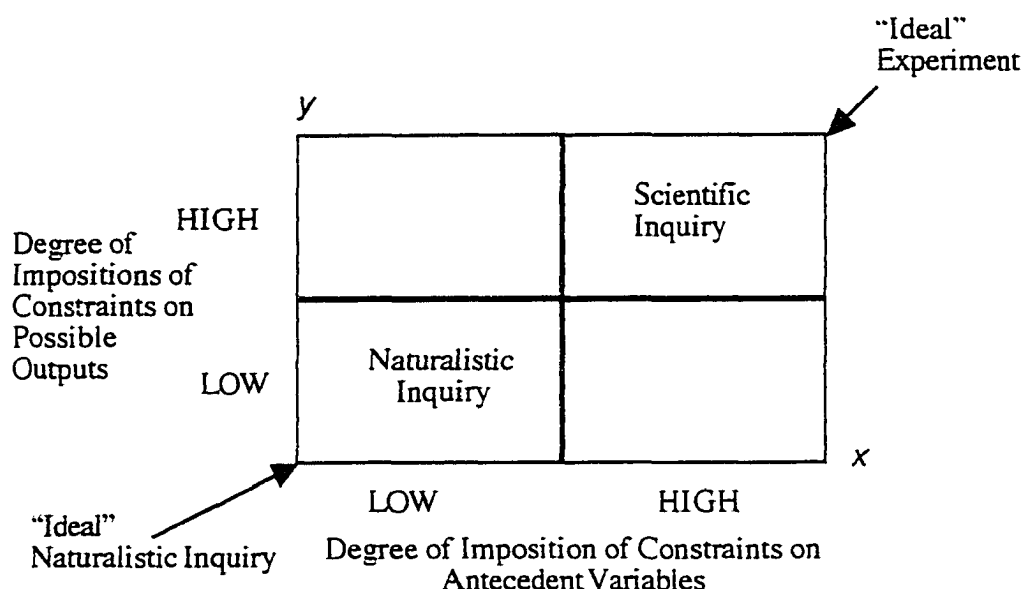 “Ideal”
Experiment
y
HIGH
Degree of
Impositions of
Constraints on
Possible
Outputs
LOW
Scientific
Inquiry
Naturalistic
Inquiry
x
LOW
HIGH
“Ideal”
Naturalistic Inquiry
Degree of Imposition of Constraints on
Antecedent Variables